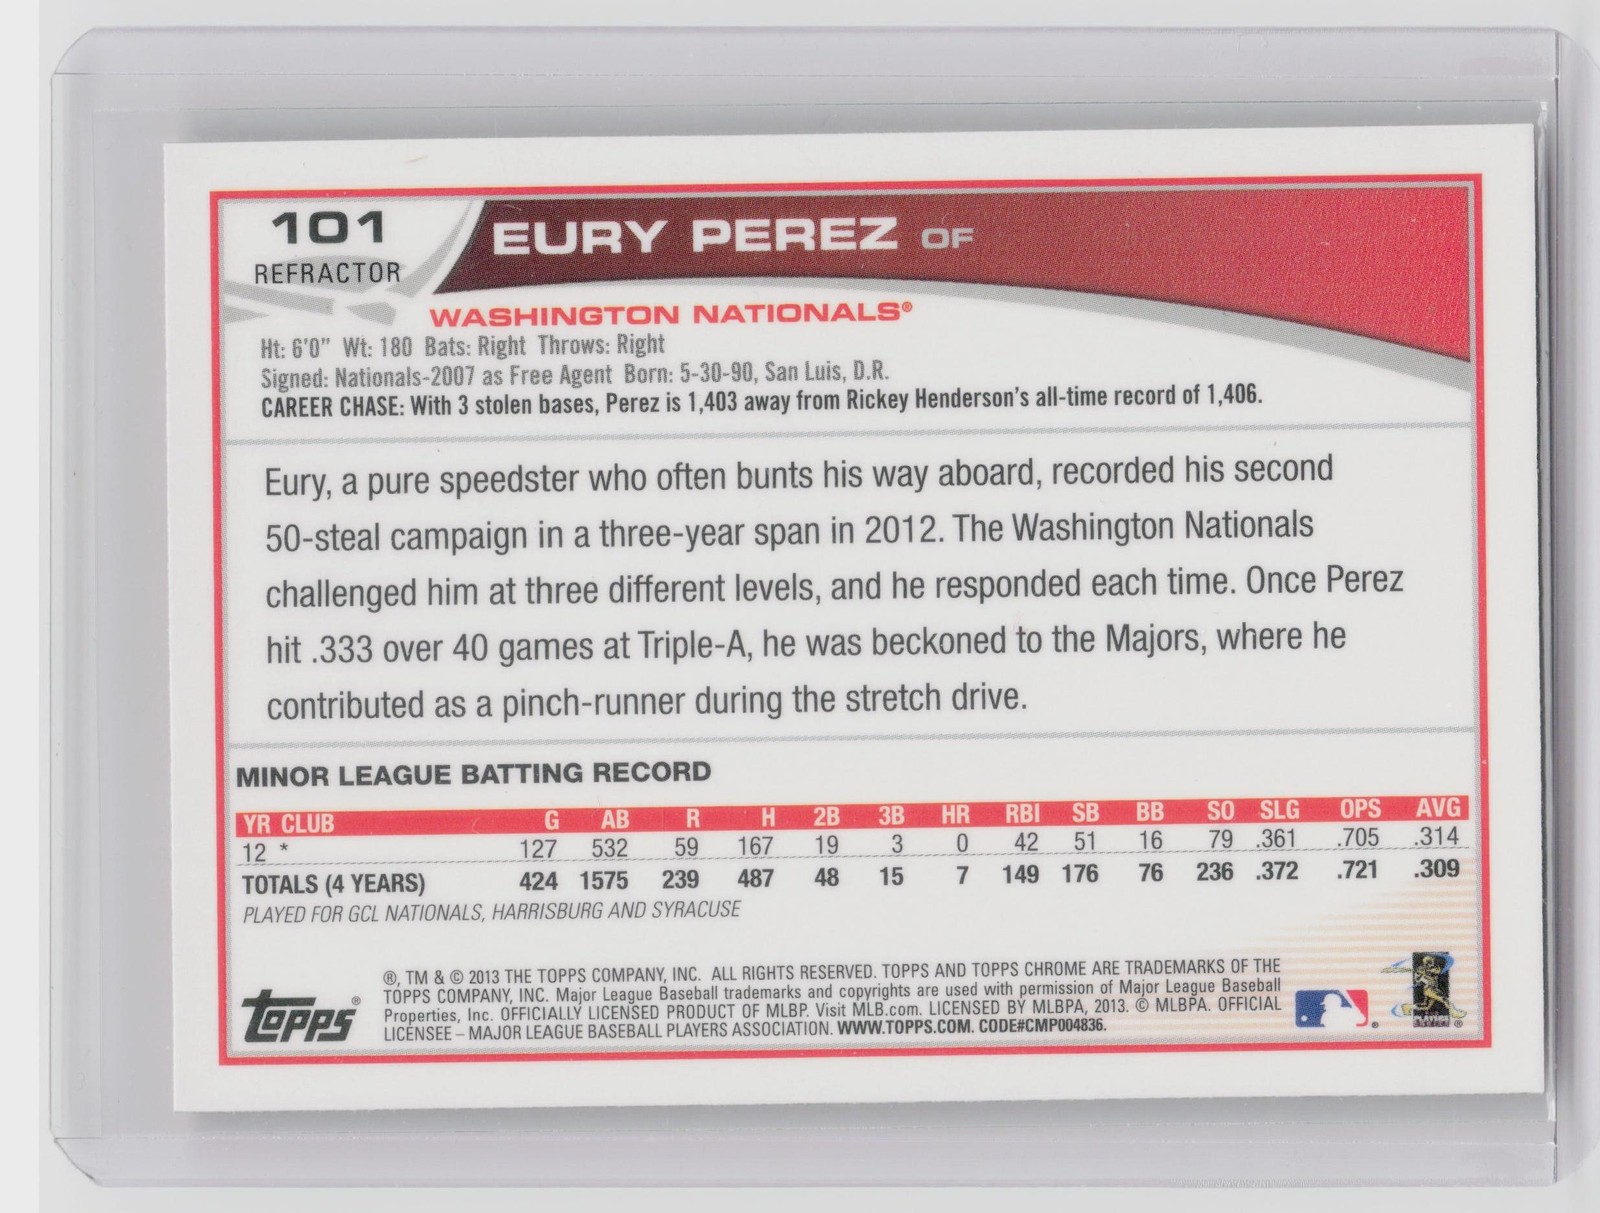 101
REFRACTOR
EURY PEREZ OF
WASHINGTON NATIONALS®
Ht: 6'0" Wt: 180 Bats: Right Throws: Right
Signed: Nationals-2007 as Free Agent Born: 5-30-90, San Luis, D.R.
CAREER CHASE: With 3 stolen bases, Perez is 1,403 away from Rickey Henderson's all-time record of 1,406.
Eury, a pure speedster who often bunts his way aboard, recorded his second
50-steal campaign in a three-year span in 2012. The Washington Nationals
challenged him at three different levels, and he responded each time. Once Perez
hit .333 over 40 games at Triple-A, he was beckoned to the Majors, where he
contributed as a pinch-runner during the stretch drive.
MINOR LEAGUE BATTING RECORD
YR CLUB G AB R H 2B 3B HR RBI SB BB SO SLG OPS AVG
12 * 127 532 59 167 19 3 0 42 51 16 79 .361 .705 .314
TOTALS (4 YEARS) 424 1575 239 487 48 15 7 149 176 76 236 .372 .721 .309
PLAYED FOR GCL NATIONALS, HARRISBURG AND SYRACUSE
®, TM & © 2013 THE TOPPS COMPANY, INC. ALL RIGHTS RESERVED. TOPPS AND TOPPS CHROME ARE TRADEMARKS OF THE
TOPPS COMPANY, INC. Major League Baseball trademarks and copyrights are used with permission of Major League Baseball
Properties, Inc. OFFICIALLY LICENSED PRODUCT OF MLBP. Visit MLB.com. LICENSED BY MLBPA, 2013. © MLBPA. OFFICIAL
LICENSEE – MAJOR LEAGUE BASEBALL PLAYERS ASSOCIATION. WWW.TOPPS.COM. CODE#CMP004836.
Topps®
PLAYERS